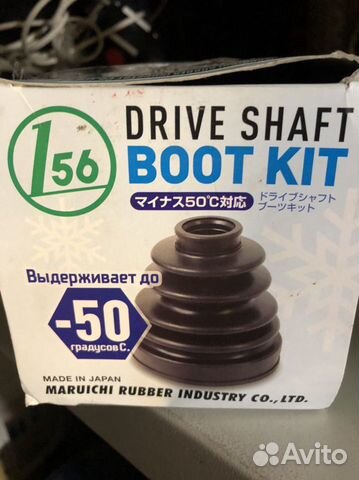 156
DRIVE SHAFT
BOOT KIT
マイナス50℃対応
ドライブシャフト
ブーツキット
Выдерживает до
-50
градусов С.
MADE IN JAPAN
MARUICHI RUBBER INDUSTRY CO., LTD.
Avito